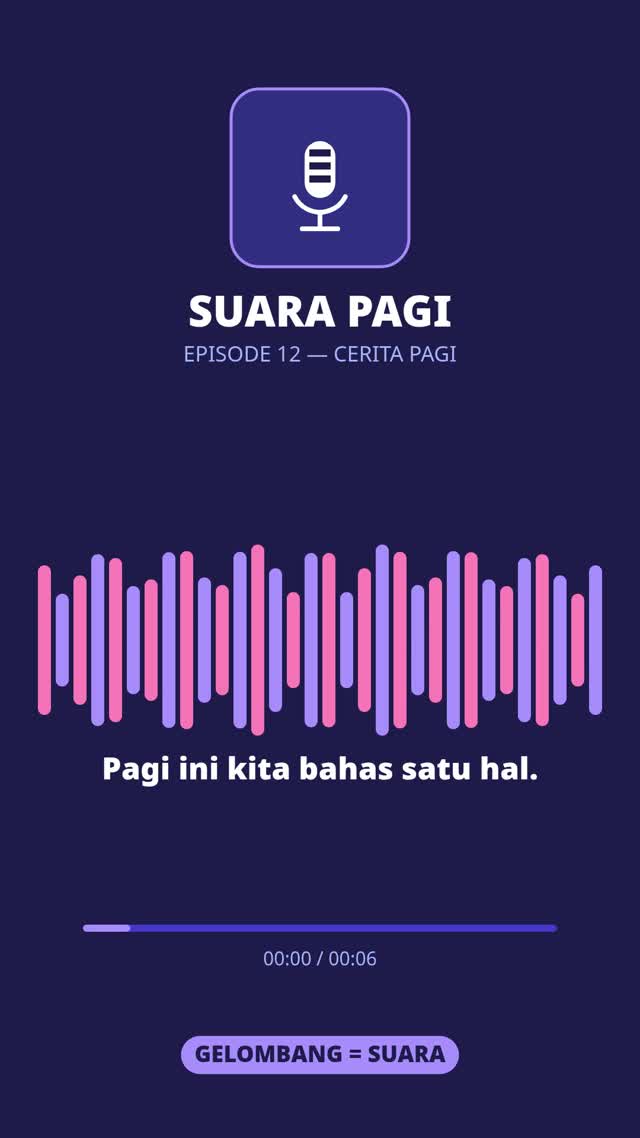 SUARA PAGI
EPISODE 12 — CERITA PAGI
Pagi ini kita bahas satu hal.
00:00 / 00:06
GELOMBANG = SUARA